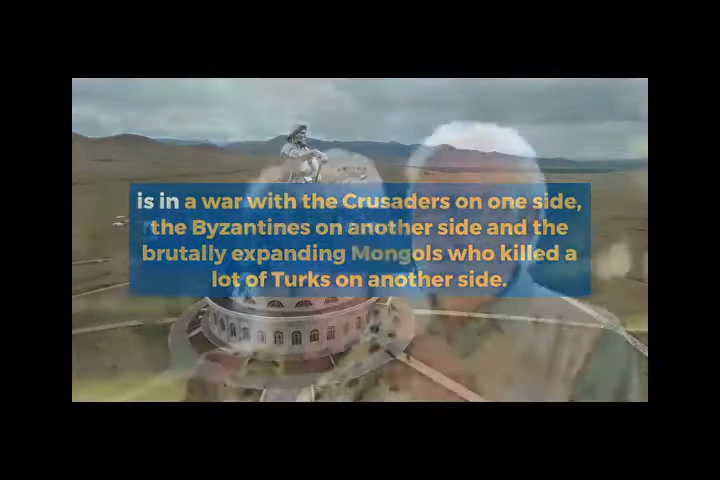 is in a war with the Crusaders on one side,
the Byzantines on another side and the
brutally expanding Mongols who killed a
lot of Turks on another side.